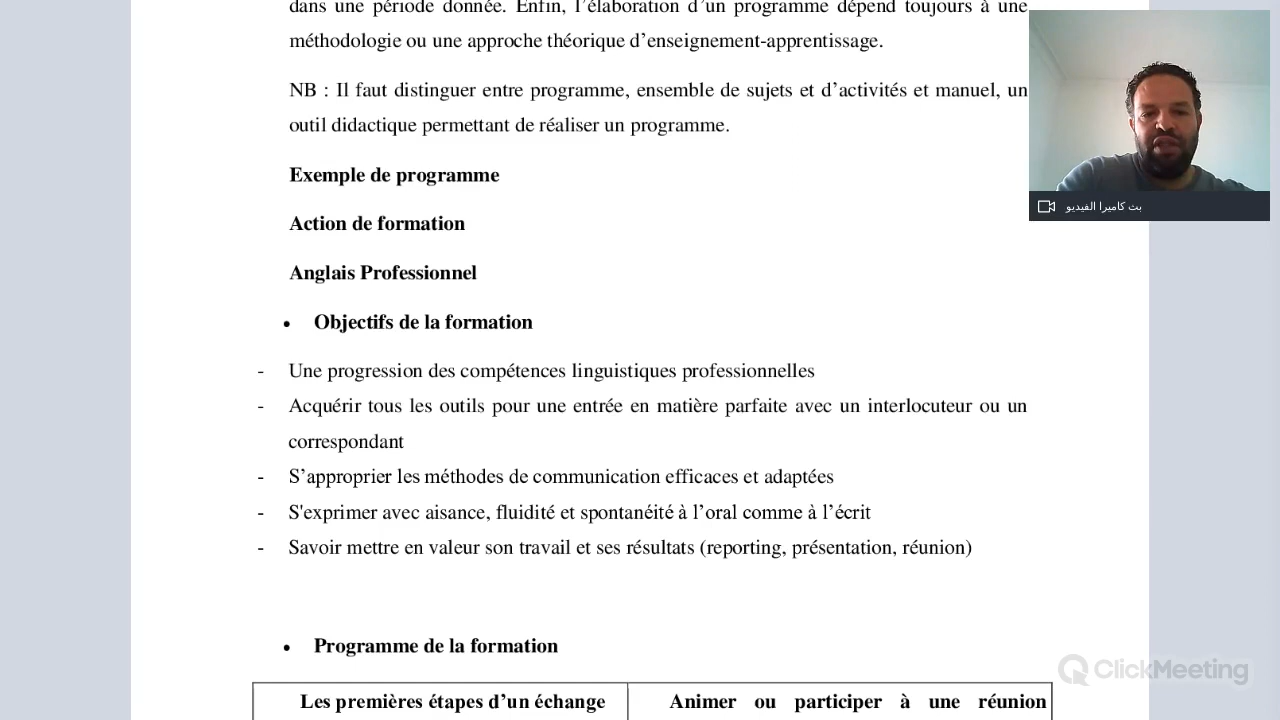 dans une période donnée. Enfin, l’élaboration d’un programme dépend toujours à une
méthodologie ou une approche théorique d’enseignement-apprentissage.
NB : Il faut distinguer entre programme, ensemble de sujets et d’activités et manuel, un
outil didactique permettant de réaliser un programme.
Exemple de programme
Action de formation
Anglais Professionnel
• Objectifs de la formation
- Une progression des compétences linguistiques professionnelles
- Acquérir tous les outils pour une entrée en matière parfaite avec un interlocuteur ou un
correspondant
- S’approprier les méthodes de communication efficaces et adaptées
- S'exprimer avec aisance, fluidité et spontanéité à l’oral comme à l’écrit
- Savoir mettre en valeur son travail et ses résultats (reporting, présentation, réunion)
• Programme de la formation
Les premières étapes d’un échange
Animer ou participer à une réunion
بث كاميرا الفيديو
ClickMeeting